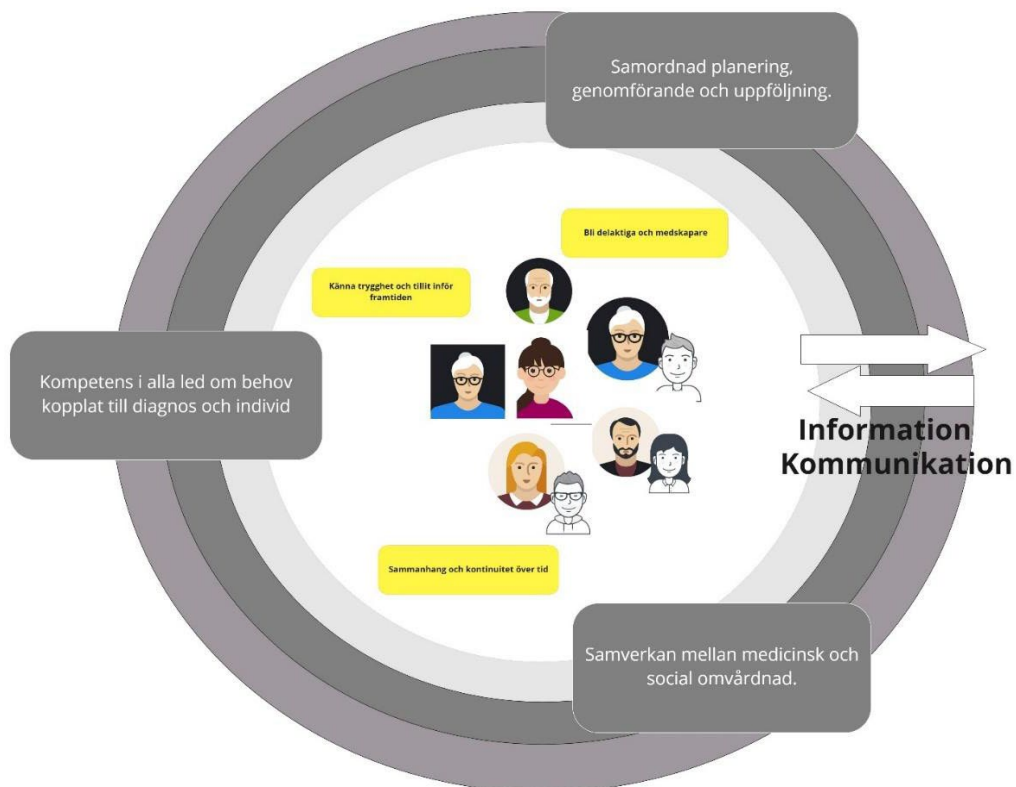 Samordnad planering,
genomförande och uppföljning.
Bli delaktiga och medskapare
Känna trygghet och tillit inför
framtiden
Kompetens i alla led om behov
kopplat till diagnos och individ
Information
Kommunikation
Sammanhang och kontinuitet över tid
Samverkan mellan medicinsk och
social omvårdnad.